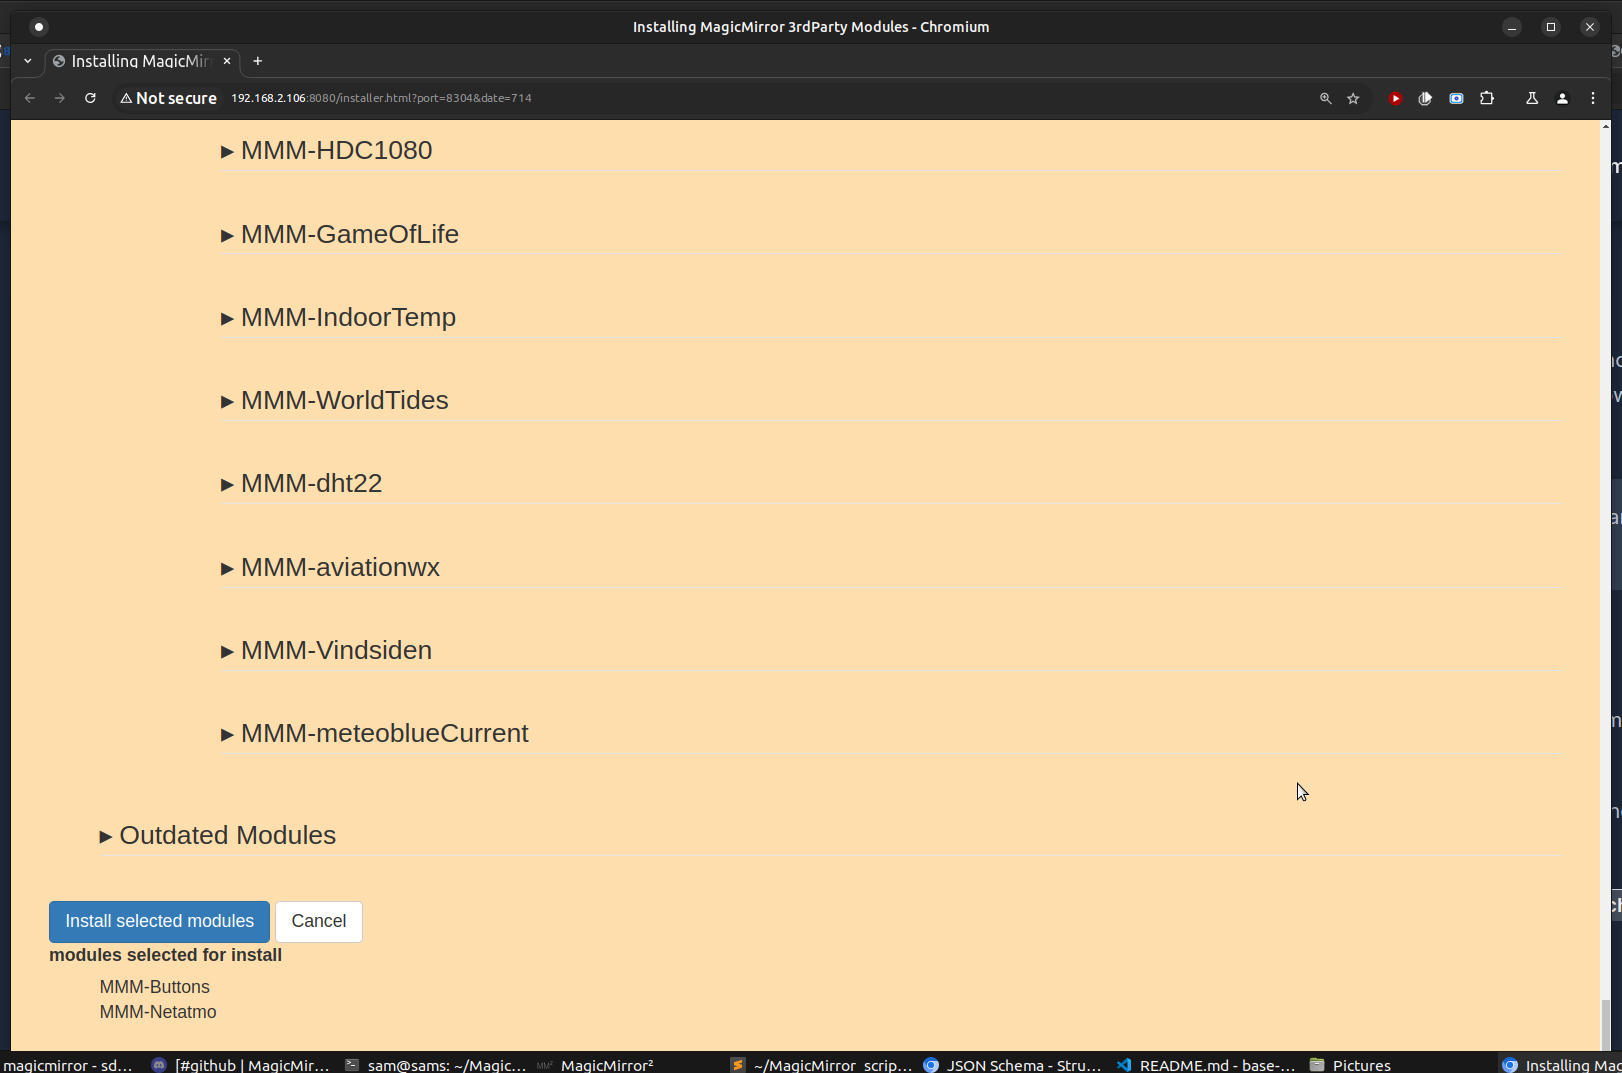 Installing MagicMirror 3rdParty Modules - Chromium
Installing MagicMir
Not secure 192.168.2.106:8080/installer.html?port=8304&date=714
▸ MMM-HDC1080
▸ MMM-GameOfLife
▸ MMM-IndoorTemp
▸ MMM-WorldTides
▸ MMM-dht22
▸ MMM-aviationwx
▸ MMM-Vindsiden
▸ MMM-meteoblueCurrent
▸ Outdated Modules
Install selected modules Cancel
modules selected for install
MMM-Buttons
MMM-Netatmo
magicmirror - sd... [#github | MagicMir... sam@sams: ~/Magic... MM² MagicMirror² ~/MagicMirror_scrip... JSON Schema - Stru... README.md - base-... Pictures Installing Mag